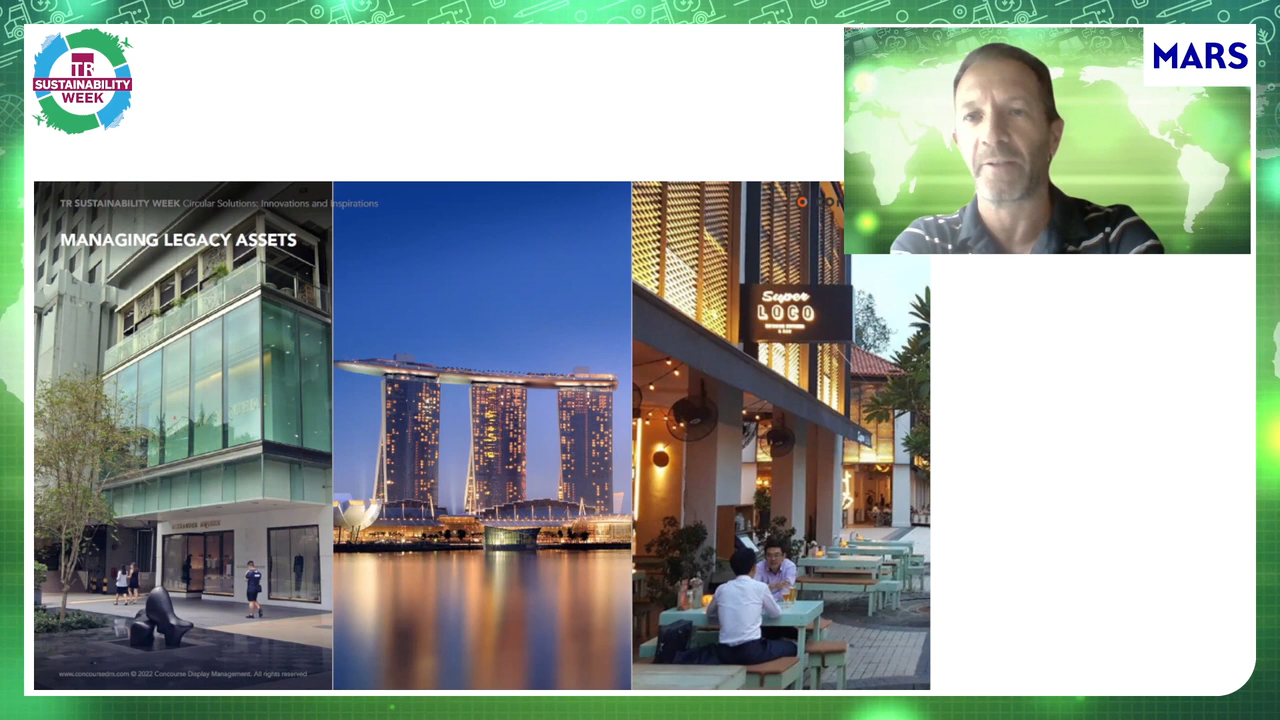 TR
SUSTAINABILITY
WEEK
MARS
TR SUSTAINABILITY WEEK Circular Solutions: Innovations and Inspirations
MANAGING LEGACY ASSETS
Super
LOCO
www.concoursedm.com © 2022 Concourse Display Management. All rights reserved.